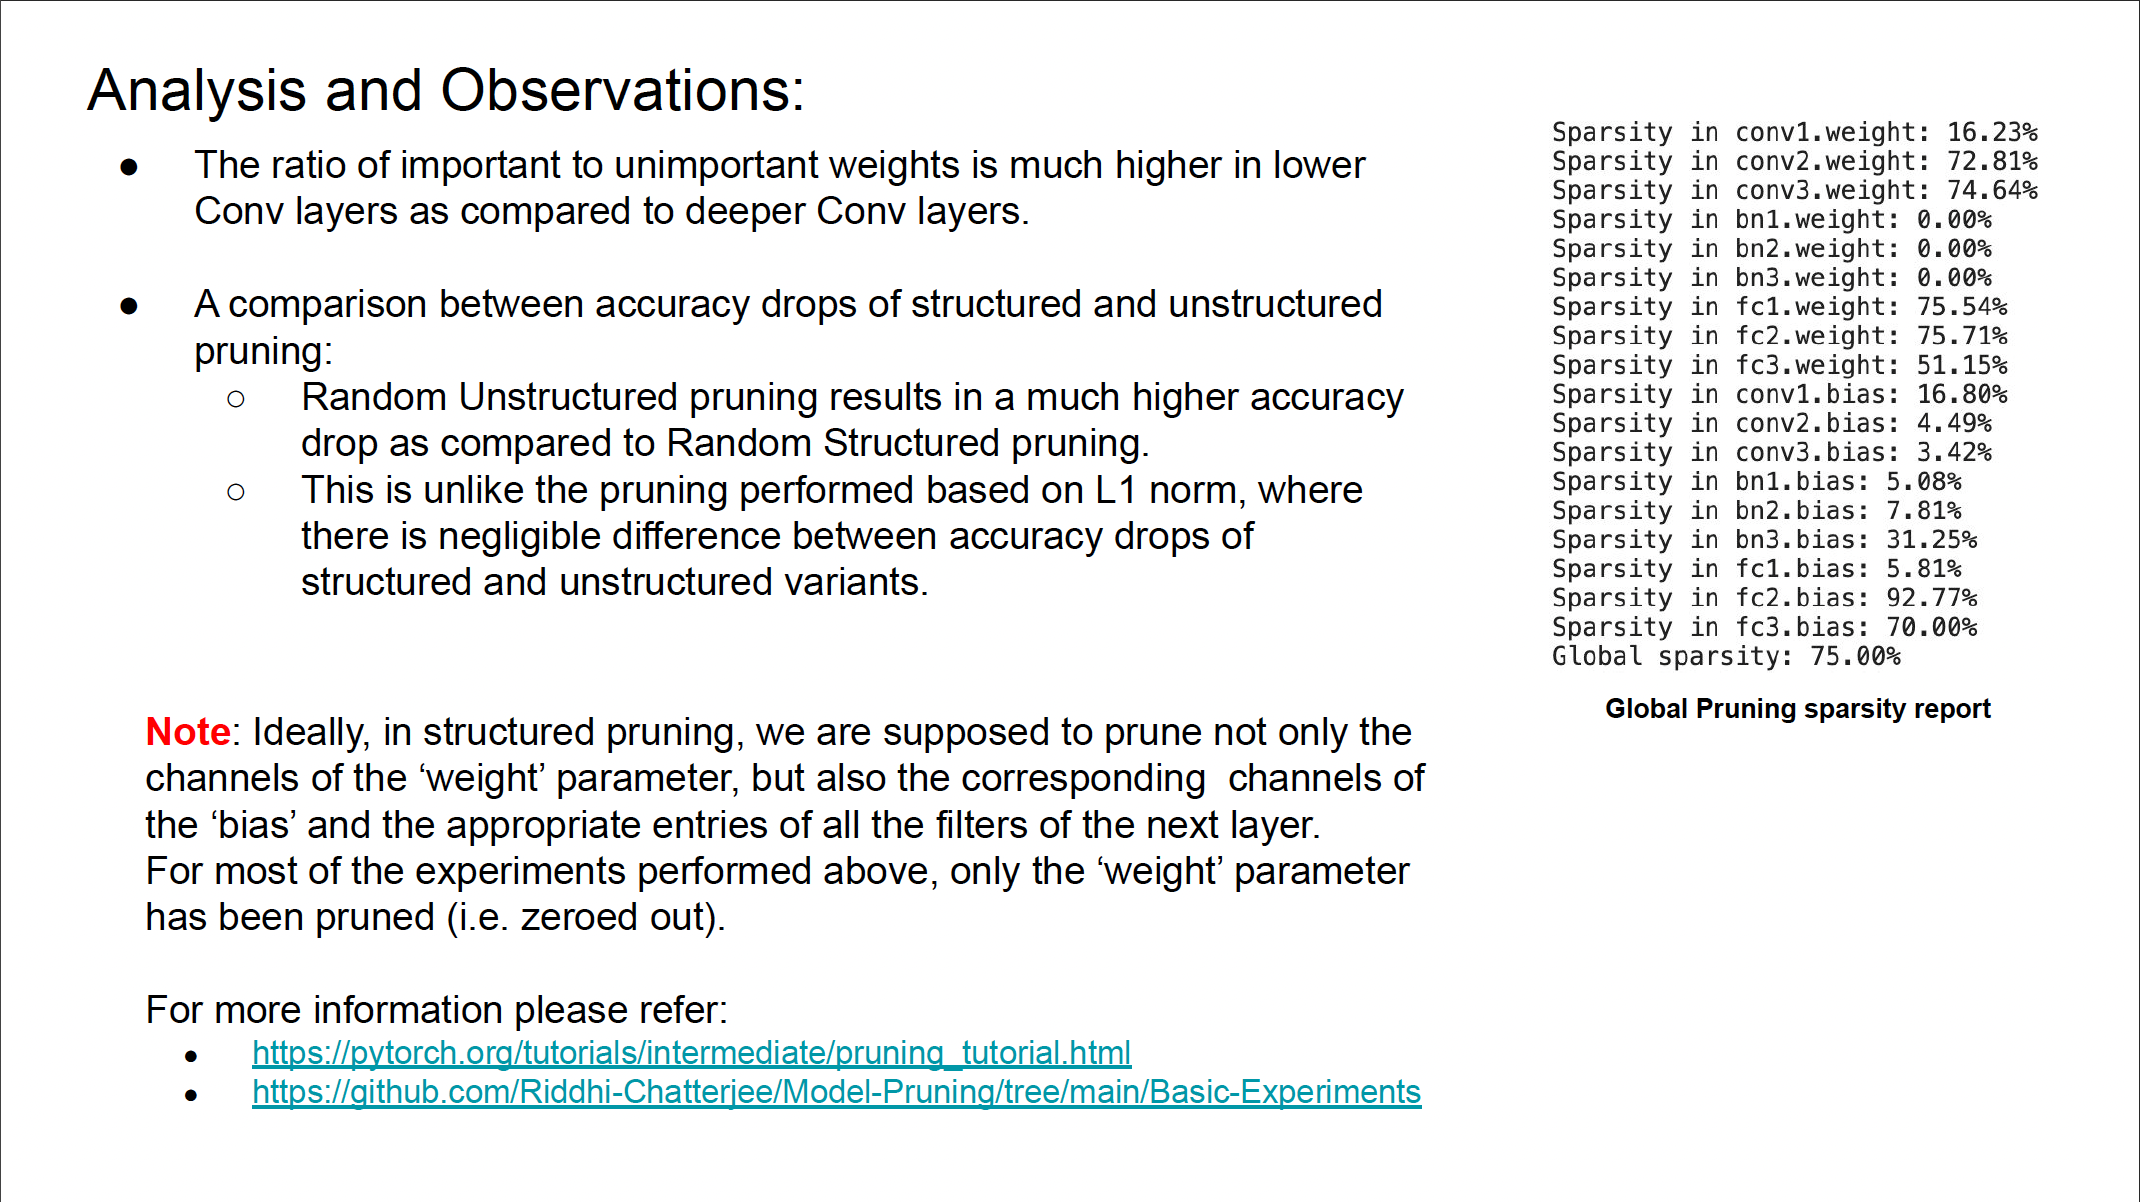 Analysis and Observations:
● The ratio of important to unimportant weights is much higher in lower
Conv layers as compared to deeper Conv layers.
● A comparison between accuracy drops of structured and unstructured
pruning:
○ Random Unstructured pruning results in a much higher accuracy
drop as compared to Random Structured pruning.
○ This is unlike the pruning performed based on L1 norm, where
there is negligible difference between accuracy drops of
structured and unstructured variants.
Note: Ideally, in structured pruning, we are supposed to prune not only the
channels of the ‘weight’ parameter, but also the corresponding  channels of
the ‘bias’ and the appropriate entries of all the filters of the next layer.
For most of the experiments performed above, only the ‘weight’ parameter
has been pruned (i.e. zeroed out).
For more information please refer:
● https://pytorch.org/tutorials/intermediate/pruning_tutorial.html
● https://github.com/Riddhi-Chatterjee/Model-Pruning/tree/main/Basic-Experiments
Sparsity in conv1.weight: 16.23%
Sparsity in conv2.weight: 72.81%
Sparsity in conv3.weight: 74.64%
Sparsity in bn1.weight: 0.00%
Sparsity in bn2.weight: 0.00%
Sparsity in bn3.weight: 0.00%
Sparsity in fc1.weight: 75.54%
Sparsity in fc2.weight: 75.71%
Sparsity in fc3.weight: 51.15%
Sparsity in conv1.bias: 16.80%
Sparsity in conv2.bias: 4.49%
Sparsity in conv3.bias: 3.42%
Sparsity in bn1.bias: 5.08%
Sparsity in bn2.bias: 7.81%
Sparsity in bn3.bias: 31.25%
Sparsity in fc1.bias: 5.81%
Sparsity in fc2.bias: 92.77%
Sparsity in fc3.bias: 70.00%
Global sparsity: 75.00%
Global Pruning sparsity report